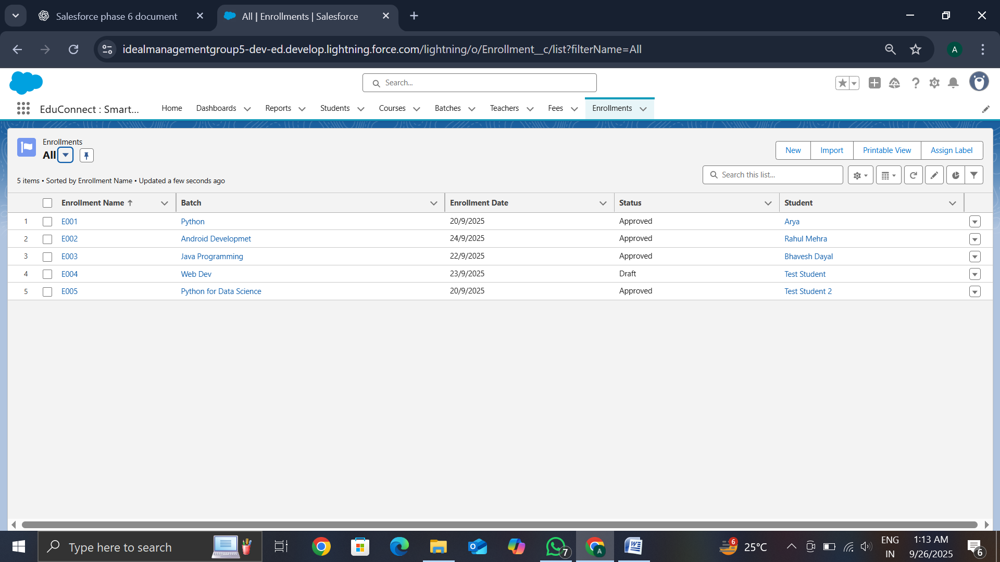 Salesforce phase 6 document
All | Enrollments | Salesforce
idealmanagementgroup5-dev-ed.develop.lightning.force.com/lightning/o/Enrollment__c/list?filterName=All
A
Search...
EduConnect : Smart...
Home Dashboards Reports Students Courses Batches Teachers Fees Enrollments
Enrollments
All
New Import Printable View Assign Label
5 items • Sorted by Enrollment Name • Updated a few seconds ago
Search this list...
Enrollment Name Batch Enrollment Date Status Student
1 E001 Python 20/9/2025 Approved Arya
2 E002 Android Developmet 24/9/2025 Approved Rahul Mehra
3 E003 Java Programming 22/9/2025 Approved Bhavesh Dayal
4 E004 Web Dev 23/9/2025 Draft Test Student
5 E005 Python for Data Science 20/9/2025 Approved Test Student 2
Type here to search
7
A
6
25°C
ENG
IN
1:13 AM
9/26/2025
6